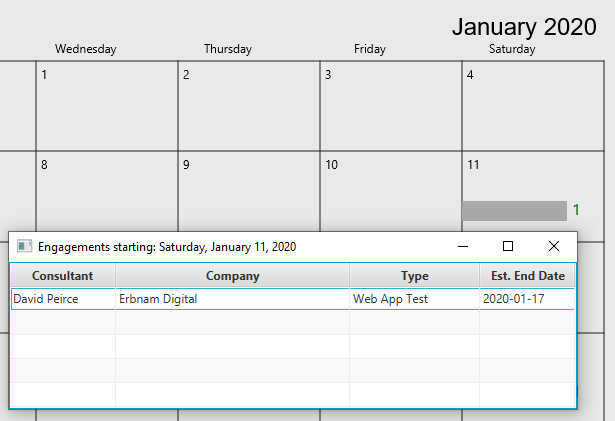 January 2020
Wednesday Thursday Friday Saturday
1 2 3 4
8 9 10 11
1
Engagements starting: Saturday, January 11, 2020
Consultant Company Type Est. End Date
David Peirce Erbnam Digital Web App Test 2020-01-17